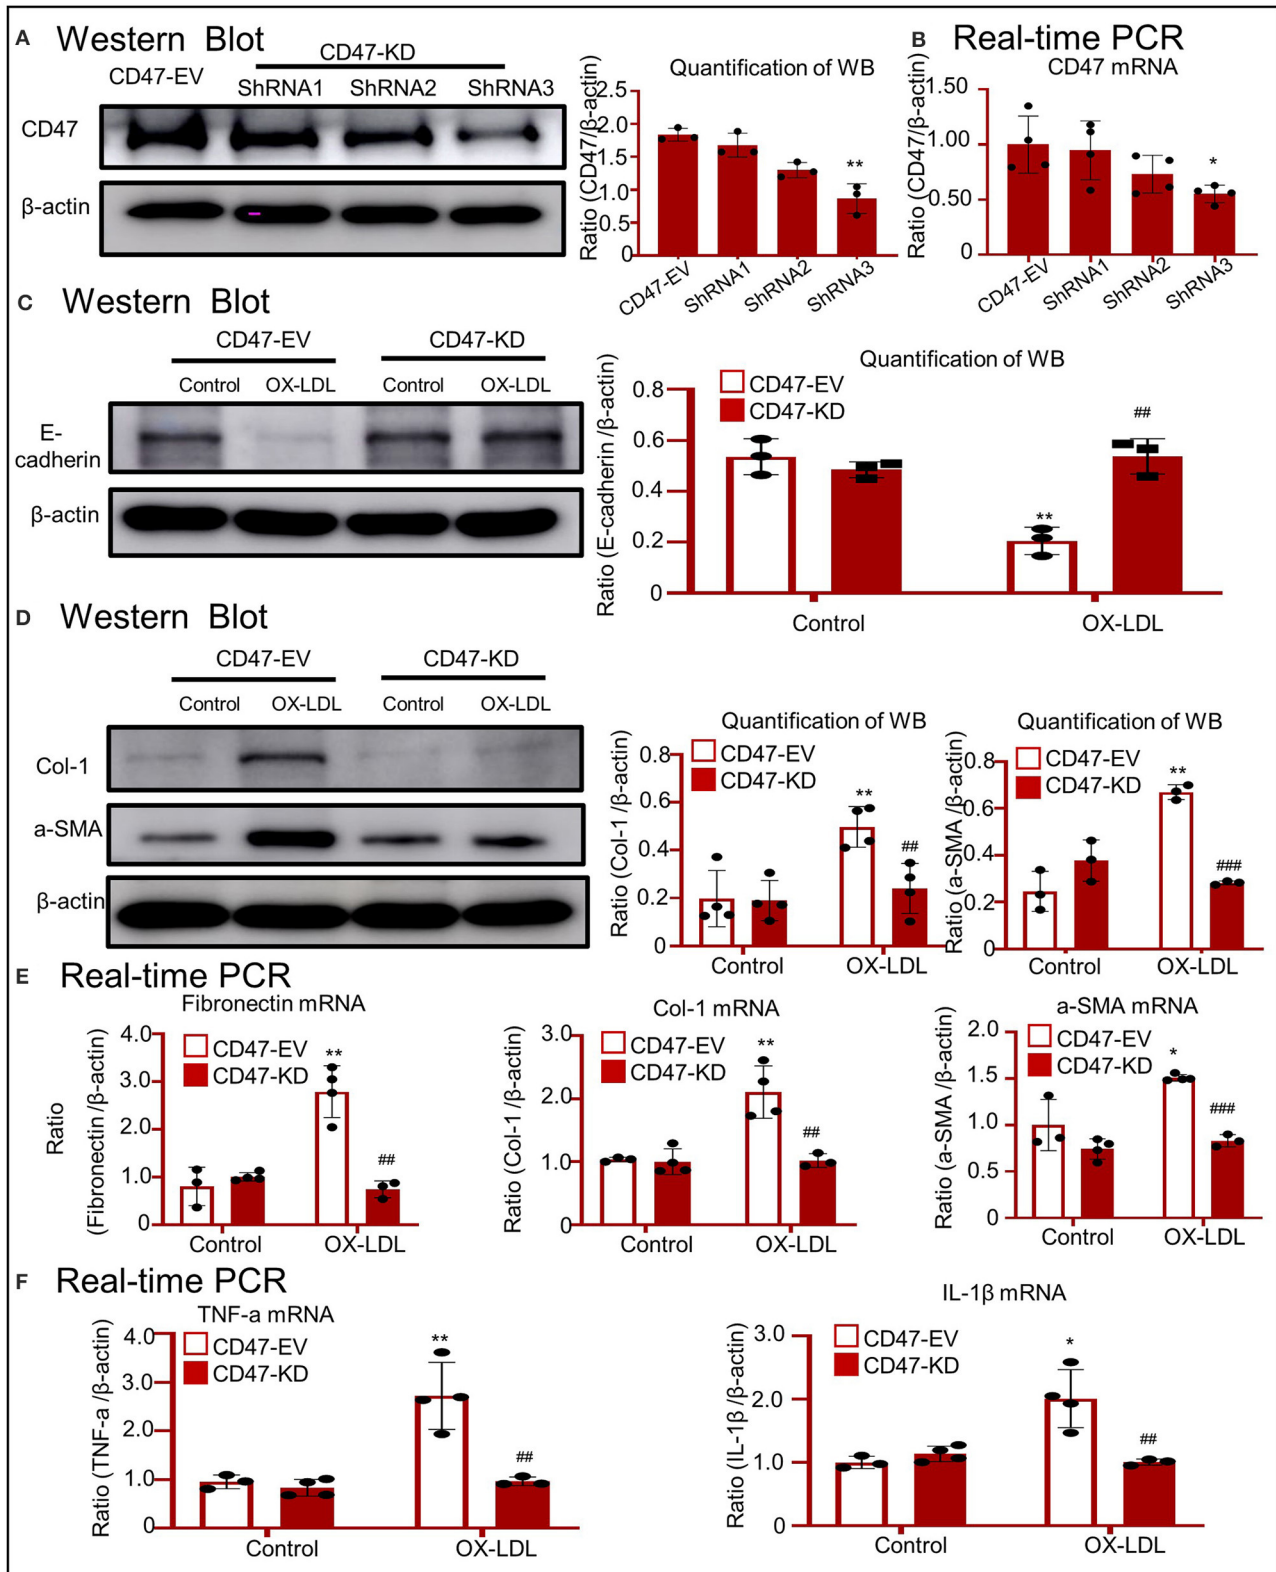 A Western Blot
CD47-KD
CD47-EV
ShRNA1 ShRNA2 ShRNA3
CD47
β-actin
Quantification of WB
Ratio (CD47/β-actin)
2.5
2.0
1.5
1.0
0.5
0
**
CD47-EV ShRNA1 ShRNA2 ShRNA3
B Real-time PCR
CD47 mRNA
Ratio (CD47/β-actin)
1.50
1.00
0.50
0
*
CD47-EV ShRNA1 ShRNA2 ShRNA3
C Western Blot
CD47-EV CD47-KD
Control OX-LDL Control OX-LDL
E-
cadherin
β-actin
Quantification of WB
CD47-EV
CD47-KD
Ratio (E-cadherin /β-actin)
0.8
0.6
0.4
0.2
0
**
##
Control OX-LDL
D Western Blot
CD47-EV CD47-KD
Control OX-LDL Control OX-LDL
Col-1
a-SMA
β-actin
Quantification of WB
CD47-EV
CD47-KD
Ratio (Col-1 /β-actin)
0.8
0.6
0.4
0.2
0
**
##
Control OX-LDL
Quantification of WB
CD47-EV
CD47-KD
Ratio (a-SMA /β-actin)
0.8
0.6
0.4
0.2
0
**
###
Control OX-LDL
E Real-time PCR
Fibronectin mRNA
CD47-EV
CD47-KD
Ratio
(Fibronectin /β-actin)
4.0
3.0
2.0
1.0
0
**
##
Control OX-LDL
Col-1 mRNA
CD47-EV
CD47-KD
Ratio (Col-1 /β-actin)
3.0
2.0
1.0
0
**
##
Control OX-LDL
a-SMA mRNA
CD47-EV
CD47-KD
Ratio (a-SMA /β-actin)
2.0
1.5
1.0
0.5
0
*
###
Control OX-LDL
F Real-time PCR
TNF-a mRNA
CD47-EV
CD47-KD
Ratio (TNF-a /β-actin)
4.0
3.0
2.0
1.0
0
**
##
Control OX-LDL
IL-1β mRNA
CD47-EV
CD47-KD
Ratio (IL-1β /β-actin)
3.0
2.0
1.0
0
*
##
Control OX-LDL